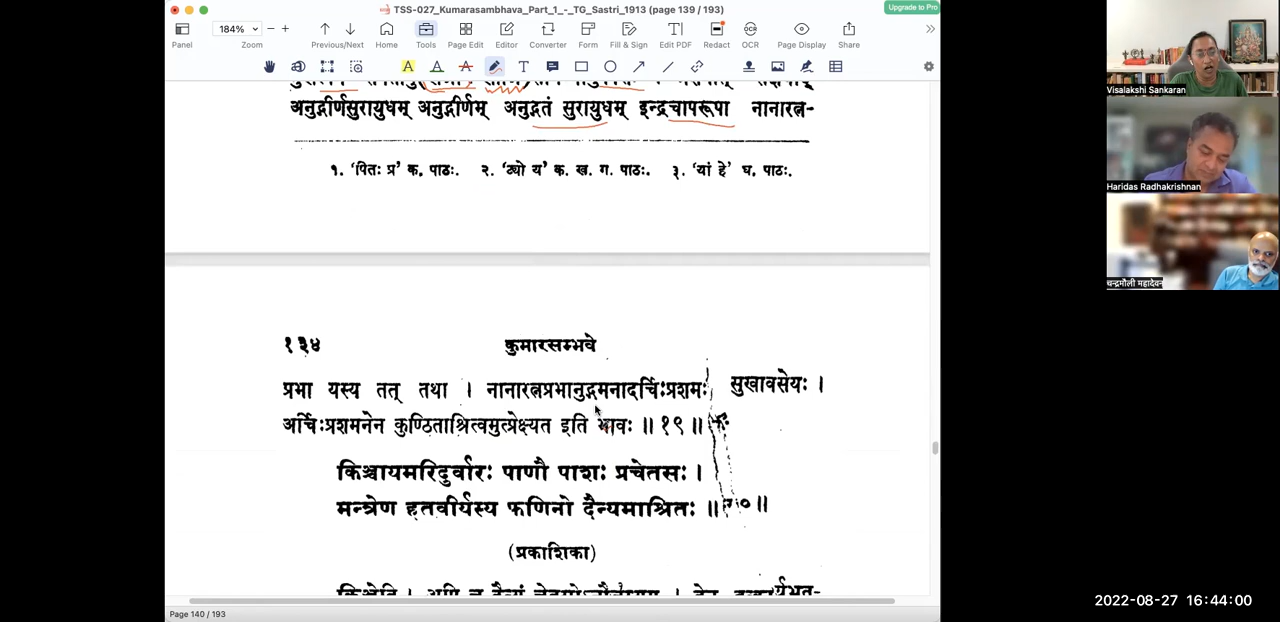 TSS-027_Kumarasambhava_Part_1_-_TG_Sastri_1913 (page 139 / 193)
Upgrade to Pro
184%
Panel Zoom Previous/Next Home Tools Page Edit Editor Converter Form Fill & Sign Edit PDF Redact OCR Page Display Share
अनुद्गीर्णसुरायुधम् अनुद्गीर्णम् अनुद्गतं सुरायुधम् इन्द्रचापरूपा नानारत्न-
१. 'पितः प्र' क. पाठः. २. 'ठ्यो य' क. ख. ग. पाठः. ३. 'यां हे' घ. पाठः.
१३४ कुमारसम्भवे
प्रभा यस्य तत् तथा । नानारत्नप्रभानुद्गमनादर्चिःप्रशमः सुखावसेयः ।
अर्चिःप्रशमनेन कुण्ठिताश्रित्वमुत्प्रेक्ष्यत इति भावः ॥ १९ ॥
किञ्चायमरिदुर्वारः पाणौ पाशः प्रचेतसः ।
मन्त्रेण हतवीर्यस्य फणिनो दैन्यमाश्रितः ॥ २० ॥
(प्रकाशिका)
Page 140 / 193
Visalakshi Sankaran
Haridas Radhakrishnan
चन्द्रमौली महादेवन
2022-08-27 16:44:00